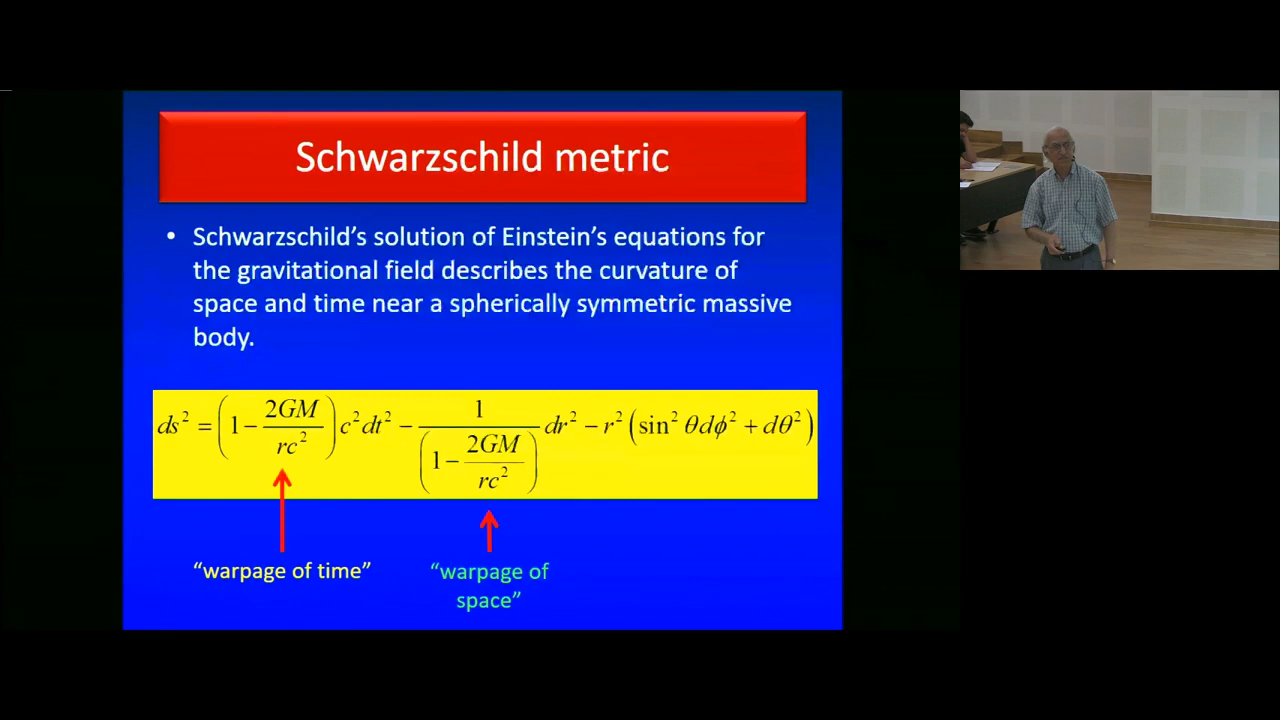 Schwarzschild metric
• Schwarzschild's solution of Einstein's equations for
the gravitational field describes the curvature of
space and time near a spherically symmetric massive
body.
ds² = (1 − 2GM/rc²) c²dt² − 1/(1 − 2GM/rc²) dr² − r² (sin² θdϕ² + dθ²)
"warpage of time"
"warpage of
space"